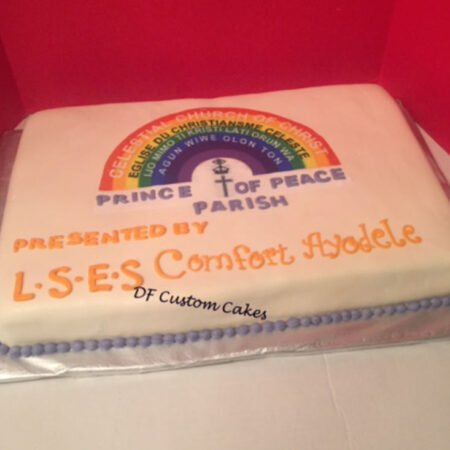 CELESTIAL CHURCH OF CHRIST
EGLISE DU CHRISTIANSME CELESTE
IJO MIMO TI KRISTI LATI ORUN WA
AGUN WIWE OLON TON
PRINCE OF PEACE
PARISH
PRESENTED BY
L·S·E·S Comfort Ayodele
DF Custom Cakes